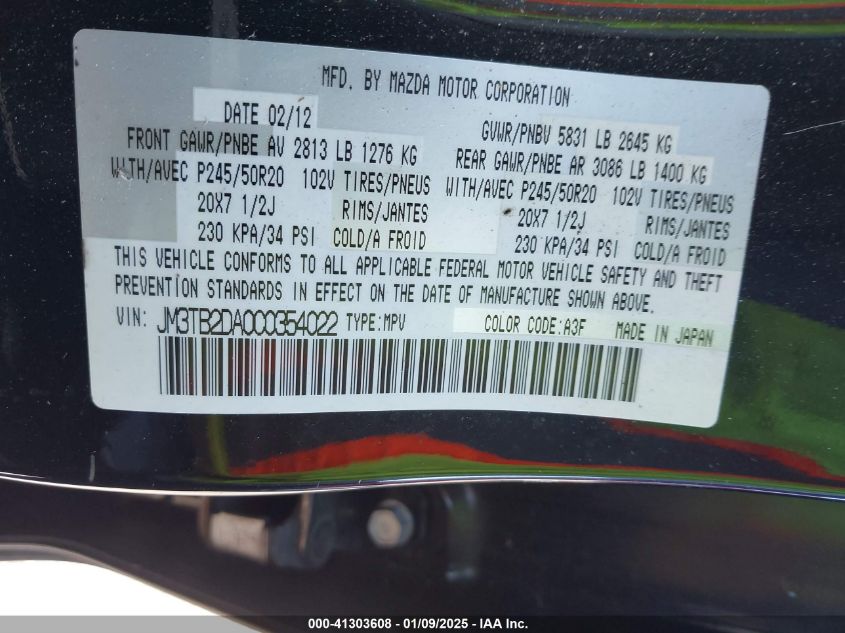 MFD. BY MAZDA MOTOR CORPORATION
DATE 02/12
GVWR/PNBV 5831 LB 2645 KG
FRONT GAWR/PNBE AV 2813 LB 1276 KG
REAR GAWR/PNBE AR 3086 LB 1400 KG
WITH/AVEC P245/50R20 102V TIRES/PNEUS
WITH/AVEC P245/50R20 102V TIRES/PNEUS
20X7 1/2J RIMS/JANTES
20X7 1/2J RIMS/JANTES
230 KPA/34 PSI COLD/A FROID
230 KPA/34 PSI COLD/A FROID
THIS VEHICLE CONFORMS TO ALL APPLICABLE FEDERAL MOTOR VEHICLE SAFETY AND THEFT
PREVENTION STANDARDS IN EFFECT ON THE DATE OF MANUFACTURE SHOWN ABOVE.
VIN: JM3TB2DA0C0354022 TYPE:MPV COLOR CODE:A3F MADE IN JAPAN
000-41303608 - 01/09/2025 - IAA Inc.